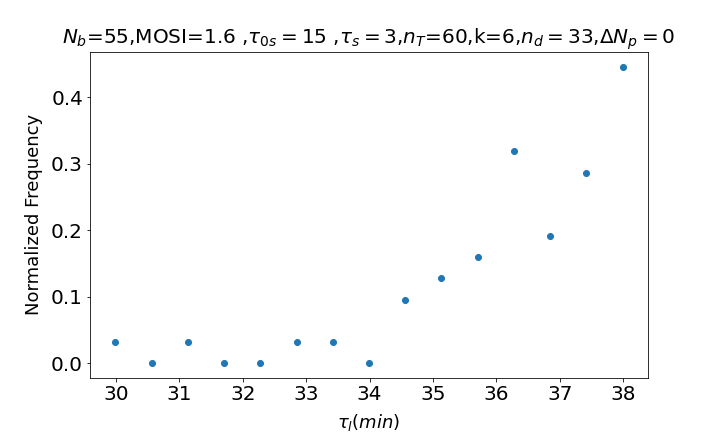 N_b=55,MOSI=1.6 ,τ_{0s} = 15 ,τ_s = 3,n_T=60,k=6,n_d = 33,ΔN_p = 0
Normalized Frequency
0.4
0.3
0.2
0.1
0.0
30 31 32 33 34 35 36 37 38
τ_l(min)